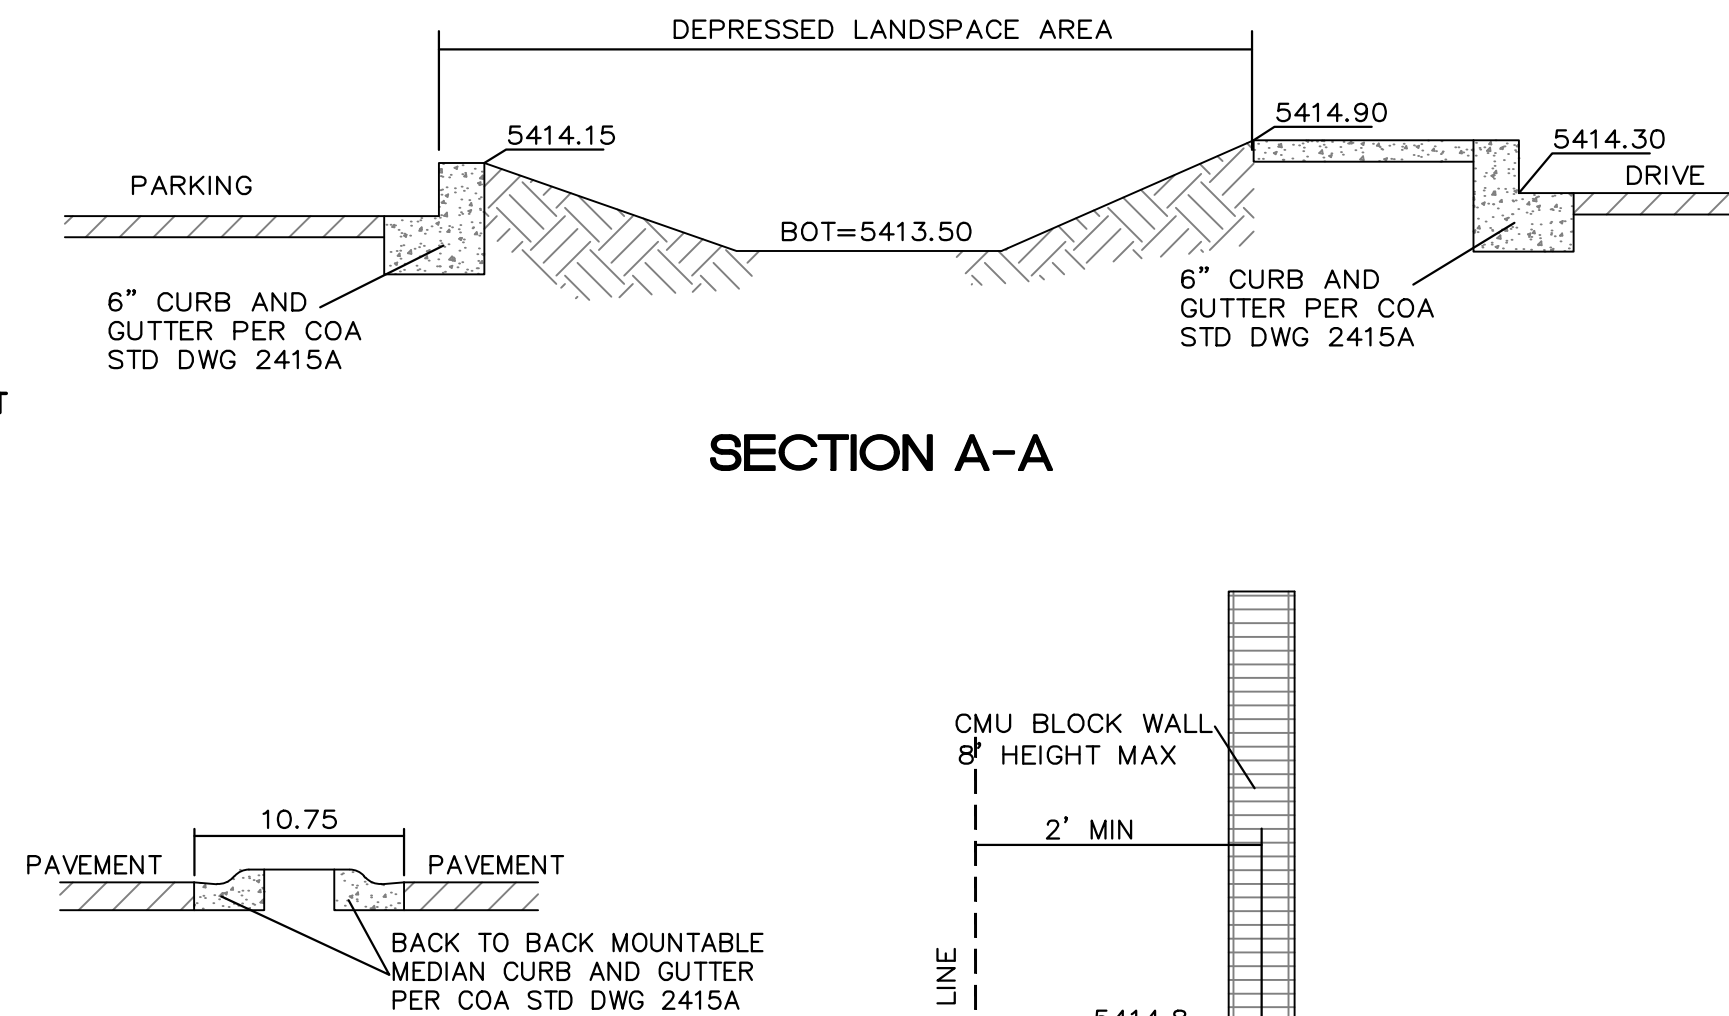 DEPRESSED LANDSPACE AREA
5414.15
5414.90
5414.30
PARKING
DRIVE
BOT=5413.50
6” CURB AND
GUTTER PER COA
STD DWG 2415A
6” CURB AND
GUTTER PER COA
STD DWG 2415A
T
SECTION A-A
CMU BLOCK WALL
8’ HEIGHT MAX
10.75
2’ MIN
PAVEMENT
PAVEMENT
BACK TO BACK MOUNTABLE
MEDIAN CURB AND GUTTER
PER COA STD DWG 2415A
LINE
5414.8